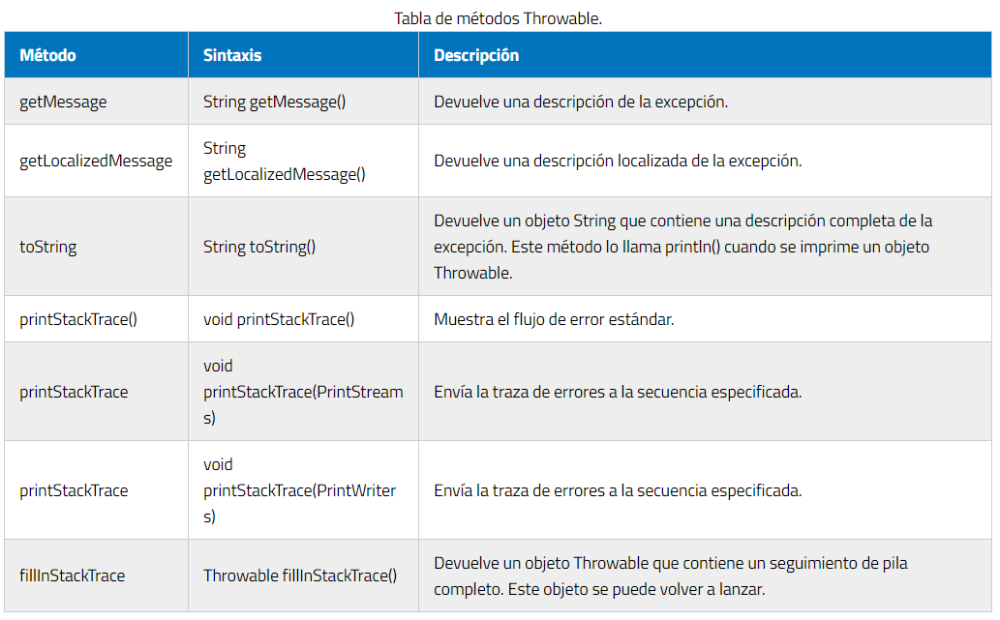 Tabla de métodos Throwable.
Método Sintaxis Descripción
getMessage String getMessage() Devuelve una descripción de la excepción.
getLocalizedMessage
String
getLocalizedMessage()
Devuelve una descripción localizada de la excepción.
toString String toString()
Devuelve un objeto String que contiene una descripción completa de la
excepción. Este método lo llama println() cuando se imprime un objeto
Throwable.
printStackTrace() void printStackTrace() Muestra el flujo de error estándar.
printStackTrace
void
printStackTrace(PrintStream
s)
Envía la traza de errores a la secuencia especificada.
printStackTrace
void
printStackTrace(PrintWriter
s)
Envía la traza de errores a la secuencia especificada.
fillInStackTrace Throwable fillInStackTrace()
Devuelve un objeto Throwable que contiene un seguimiento de pila
completo. Este objeto se puede volver a lanzar.